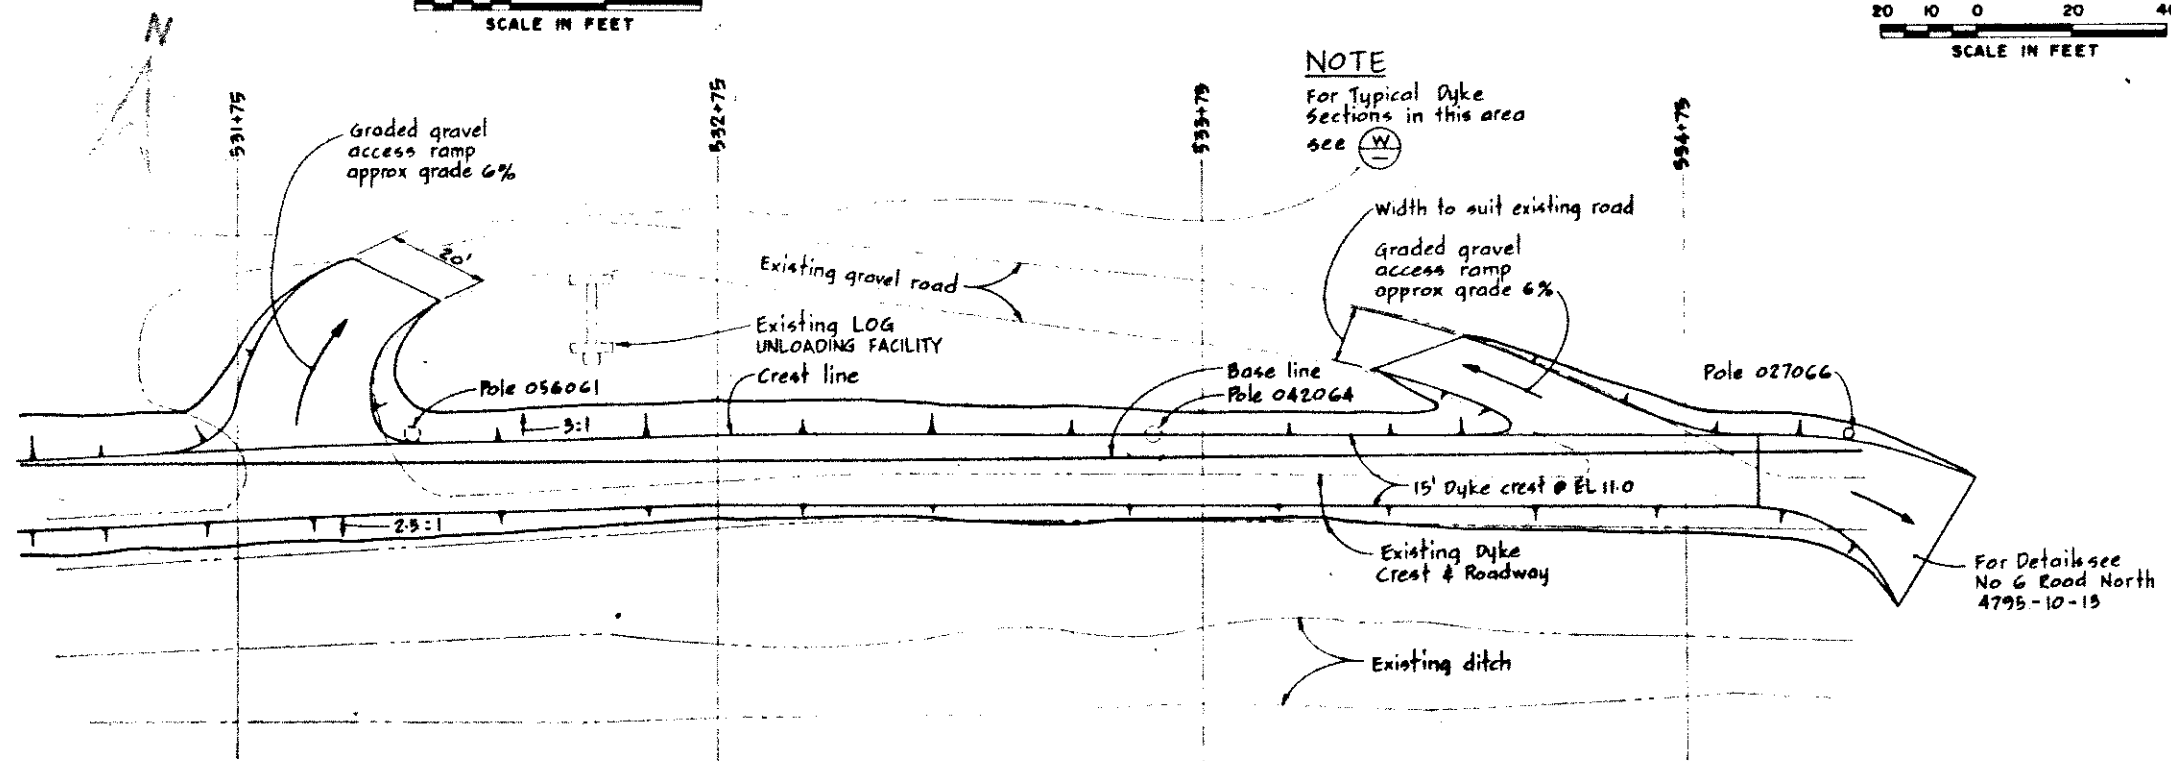 SCALE IN FEET
20 10 0 20
SCALE IN FEET
N
NOTE
For Typical Dyke
Sections in this area
see W
531+75
532+75
533+75
534+75
Graded gravel
access ramp
approx grade 6%
20'
Width to suit existing road
Graded gravel
access ramp
approx grade 6%
Existing gravel road
Existing LOG
UNLOADING FACILITY
Crest line
Pole 056061
3:1
Base line
Pole 042064
Pole 027066
15' Dyke crest @ EL 11.0
2.5:1
Existing Dyke
Crest & Roadway
For Details see
No 6 Road North
4795-10-13
Existing ditch